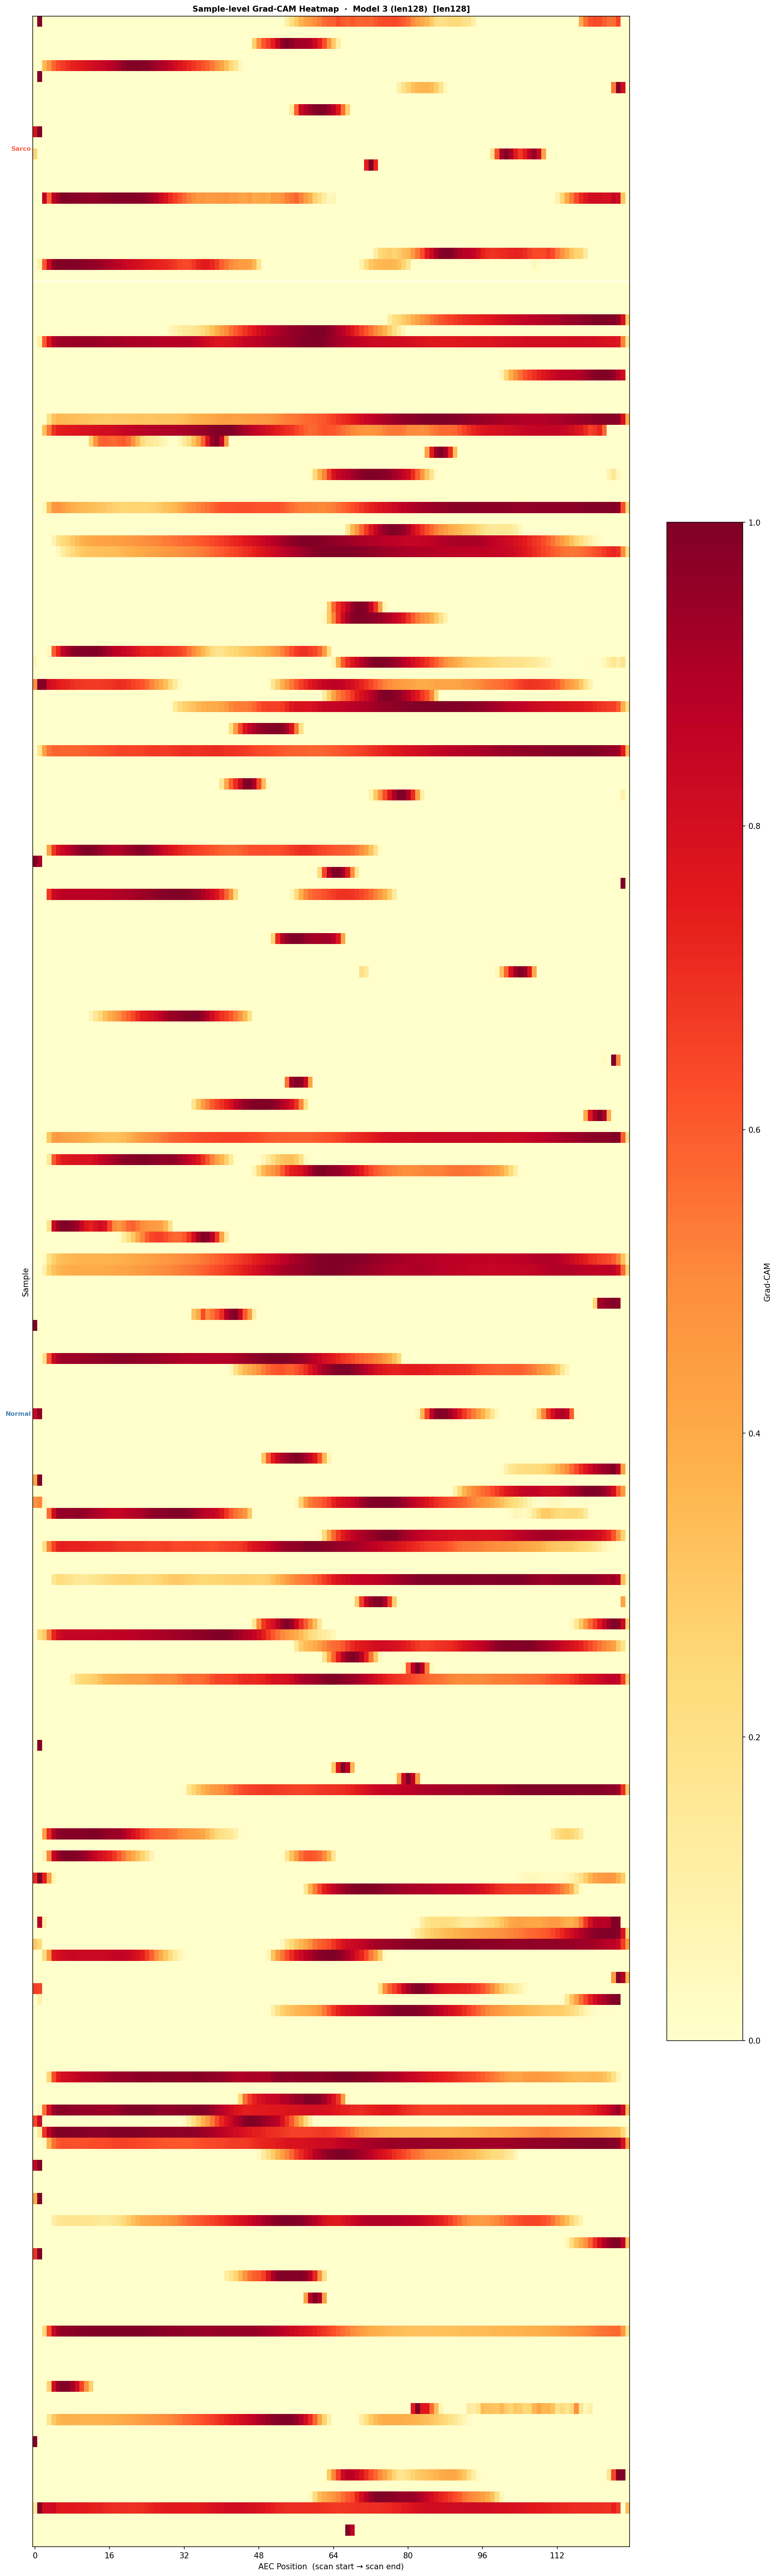 Sample-level Grad-CAM Heatmap · Model 3 (len128) [len128]
Sarco
Sample
Normal
0 16 32 48 64 80 96 112
AEC Position (scan start → scan end)
1.0
0.8
0.6
0.4
0.2
0.0
Grad-CAM